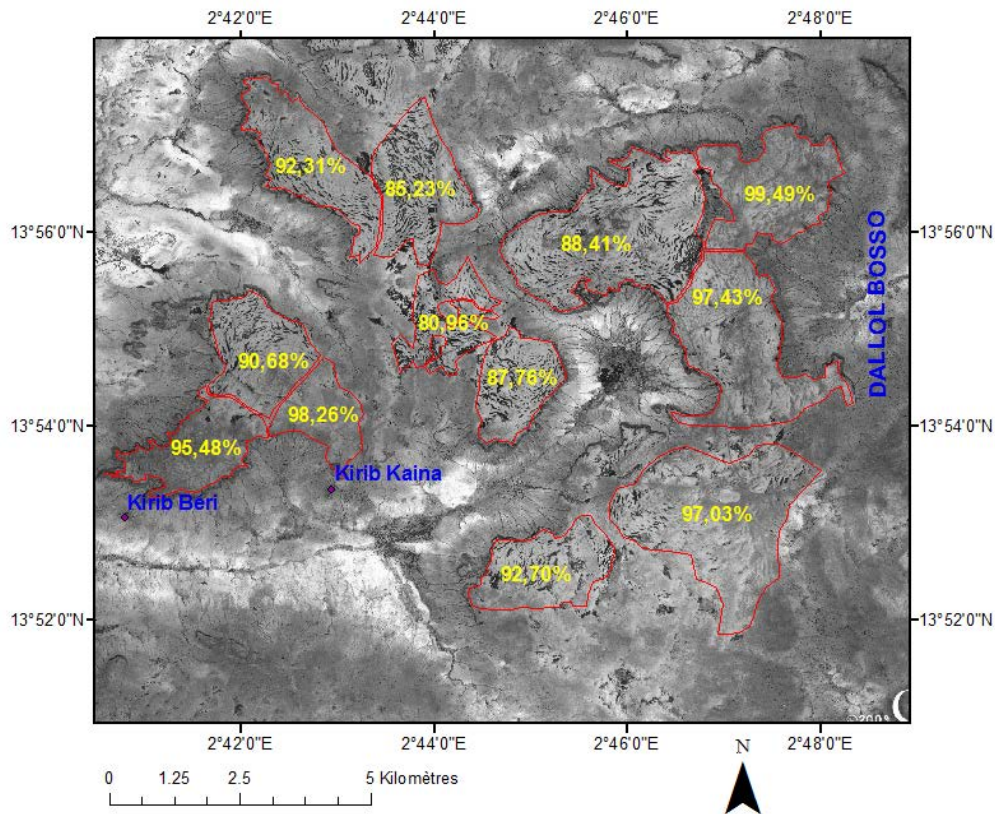 2°42'0"E 2°44'0"E 2°46'0"E 2°48'0"E
92,31%
85,23%
99,49%
88,41%
13°56'0"N 13°56'0"N
DALLOL BOSSO
97,43%
80,96%
90,68%
87,76%
98,26%
13°54'0"N 13°54'0"N
95,48%
Kirib Kaina
Kirib Beri
97,03%
92,70%
13°52'0"N 13°52'0"N
©2009
2°42'0"E 2°44'0"E 2°46'0"E 2°48'0"E
N
0 1.25 2.5 5 Kilomètres